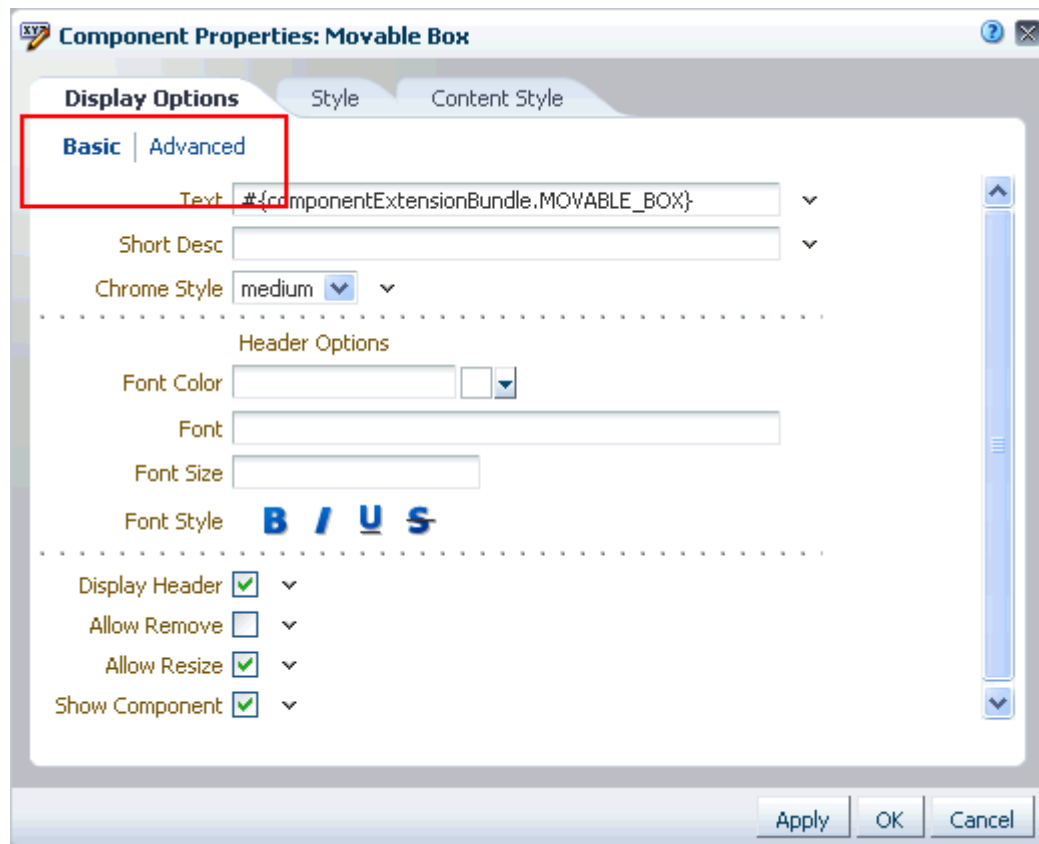 Component Properties: Movable Box
Display Options Style Content Style
Basic | Advanced
Text #{componentExtensionBundle.MOVABLE_BOX}
Short Desc
Chrome Style medium
Header Options
Font Color
Font
Font Size
Font Style B I U S
Display Header
Allow Remove
Allow Resize
Show Component
Apply OK Cancel